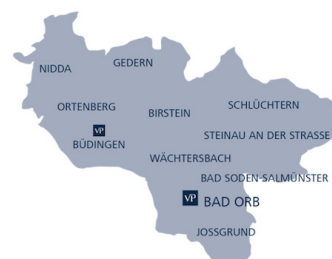 GEDERN
NIDDA
ORTENBERG
BIRSTEIN
SCHLÜCHTERN
VP
BÜDINGEN
STEINAU AN DER STRASSE
WÄCHTERSBACH
BAD SODEN-SALMÜNSTER
VP BAD ORB
JOSSGRUND